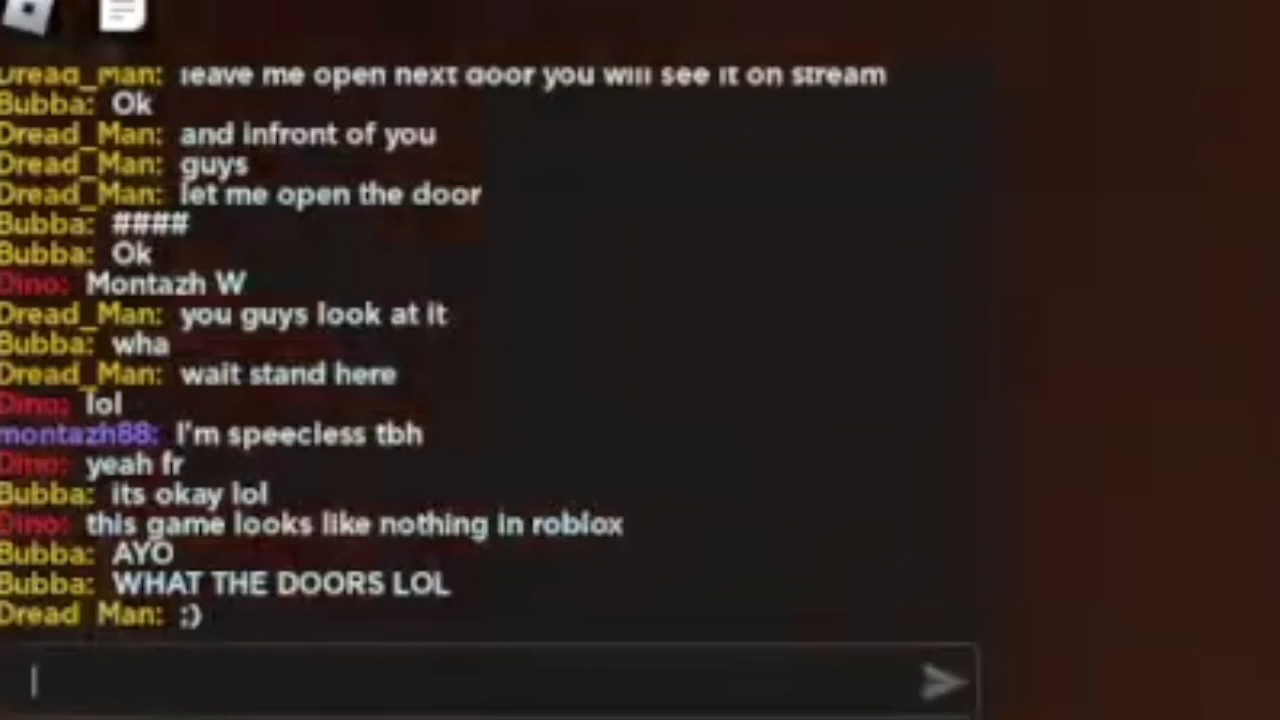 Dread_Man: leave me open next door you will see it on stream
Bubba: Ok
Dread_Man: and infront of you
Dread_Man: guys
Dread_Man: let me open the door
Bubba: ####
Bubba: Ok
Dino: Montazh W
Dread_Man: you guys look at it
Bubba: wha
Dread_Man: wait stand here
Dino: lol
montazh88: I'm speecless tbh
Dino: yeah fr
Bubba: its okay lol
Dino: this game looks like nothing in roblox
Bubba: AYO
Bubba: WHAT THE DOORS LOL
Dread_Man: ;)